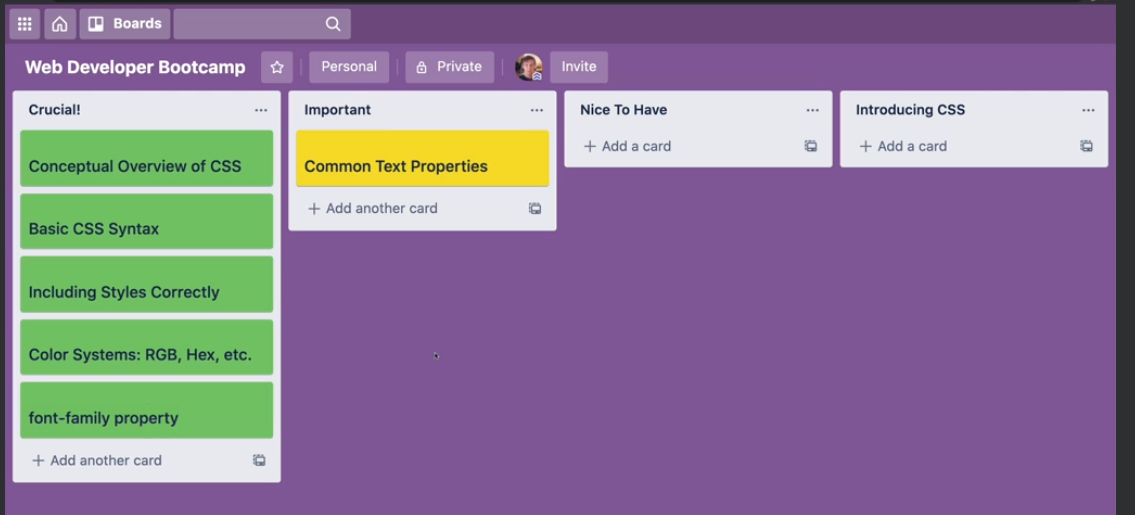 Boards
Web Developer Bootcamp
Personal
Private
Invite
Crucial!
Conceptual Overview of CSS
Basic CSS Syntax
Including Styles Correctly
Color Systems: RGB, Hex, etc.
font-family property
+ Add another card
Important
Common Text Properties
+ Add another card
Nice To Have
+ Add a card
Introducing CSS
+ Add a card